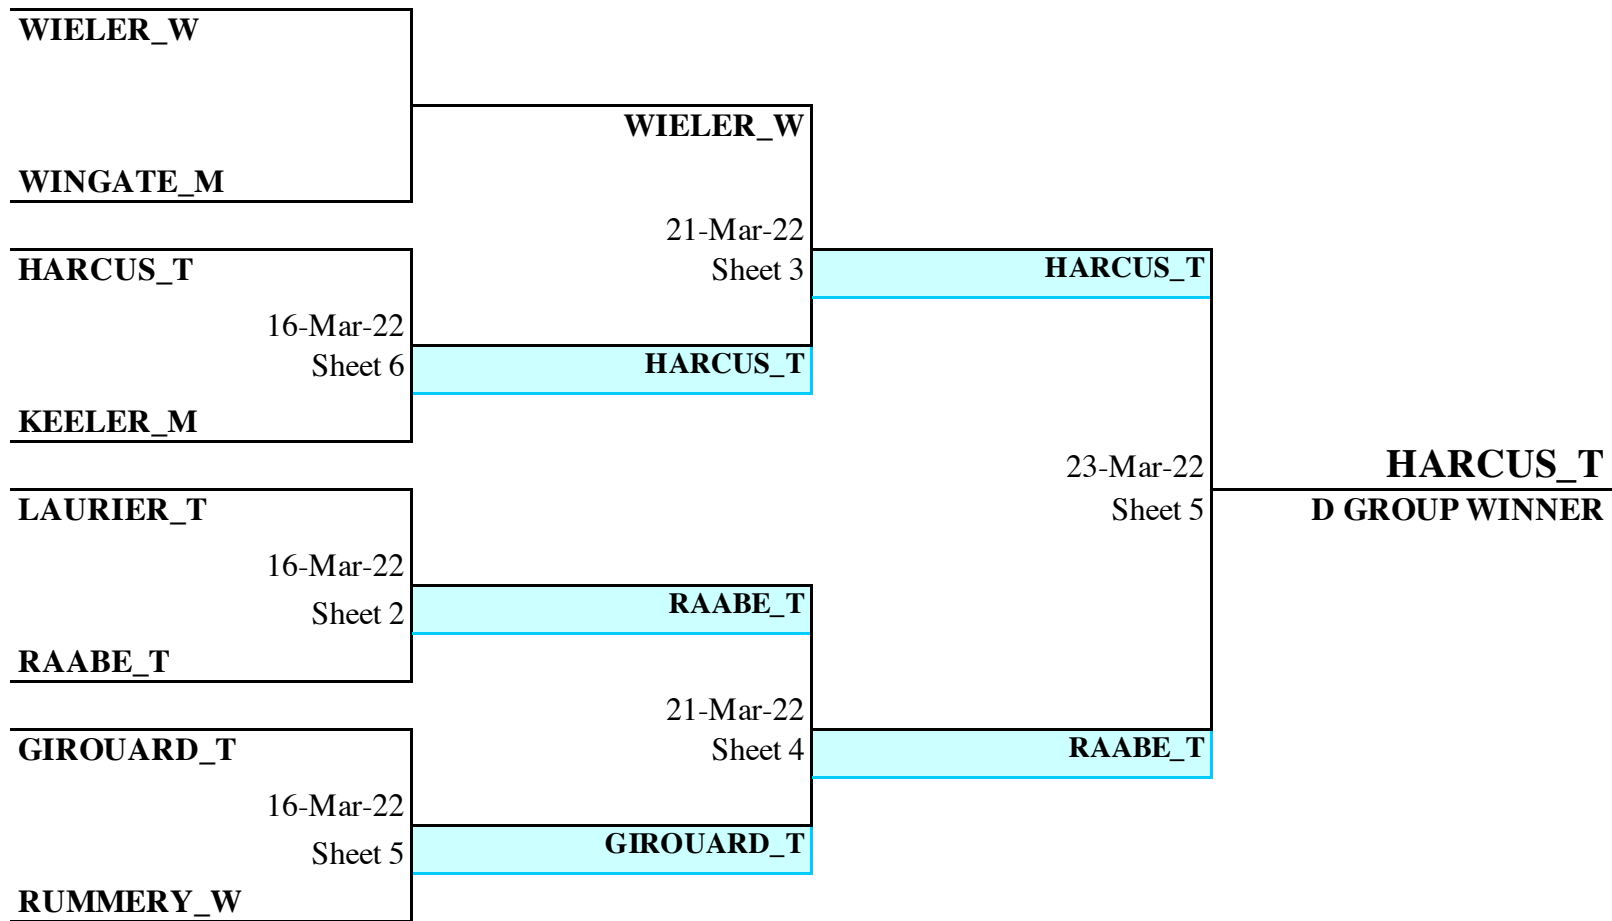 WIELER_W
WIELER_W
WINGATE_M
21-Mar-22
Sheet 3
HARCUS_T
HARCUS_T
16-Mar-22
Sheet 6
HARCUS_T
KEELER_M
23-Mar-22
Sheet 5
HARCUS_T
D GROUP WINNER
LAURIER_T
16-Mar-22
Sheet 2
RAABE_T
RAABE_T
21-Mar-22
Sheet 4
RAABE_T
GIROUARD_T
16-Mar-22
Sheet 5
GIROUARD_T
RUMMERY_W